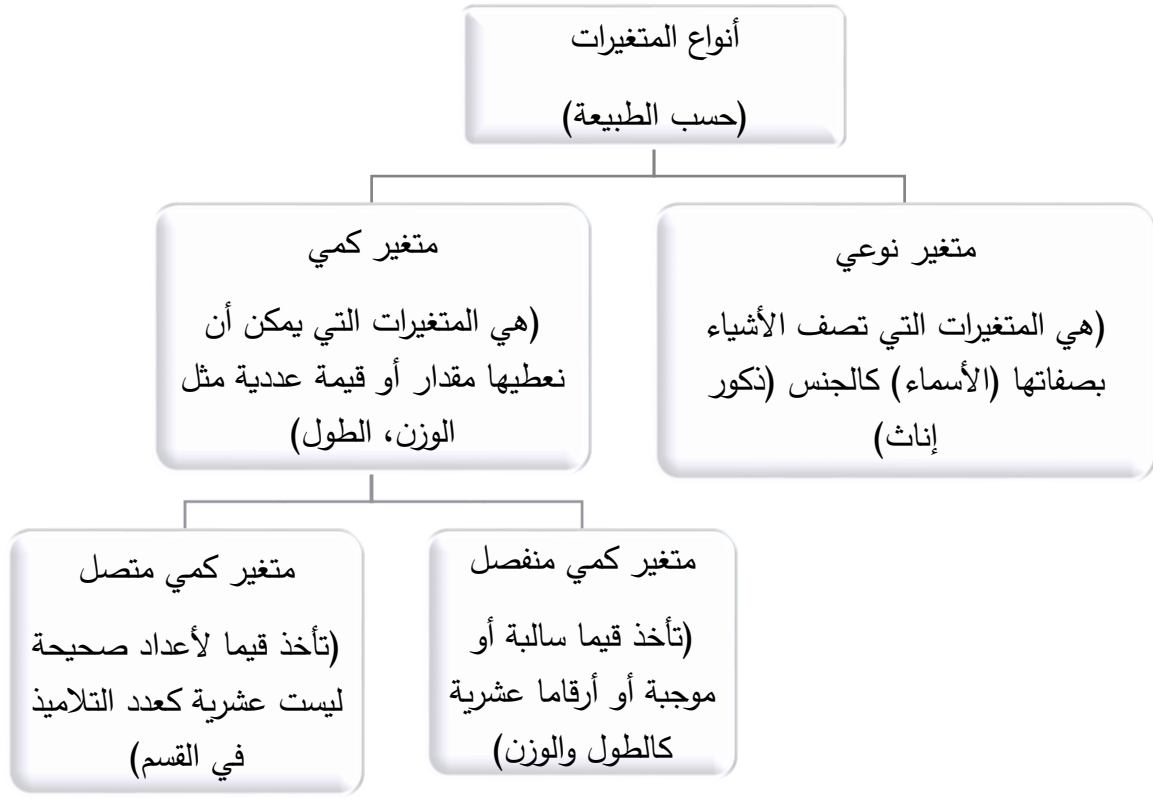 أنواع المتغيرات
(حسب الطبيعة)
متغير نوعي
(هي المتغيرات التي تصف الأشياء
بصفاتها (الأسماء) كالجنس (ذكور
إناث)
متغير كمي
(هي المتغيرات التي يمكن أن
نعطيها مقدار أو قيمة عددية مثل
الوزن، الطول)
متغير كمي منفصل
(تأخذ قيما سالبة أو
موجبة أو أرقاما عشرية
كالطول والوزن)
متغير كمي متصل
(تأخذ قيما لأعداد صحيحة
ليست عشرية كعدد التلاميذ
في القسم)